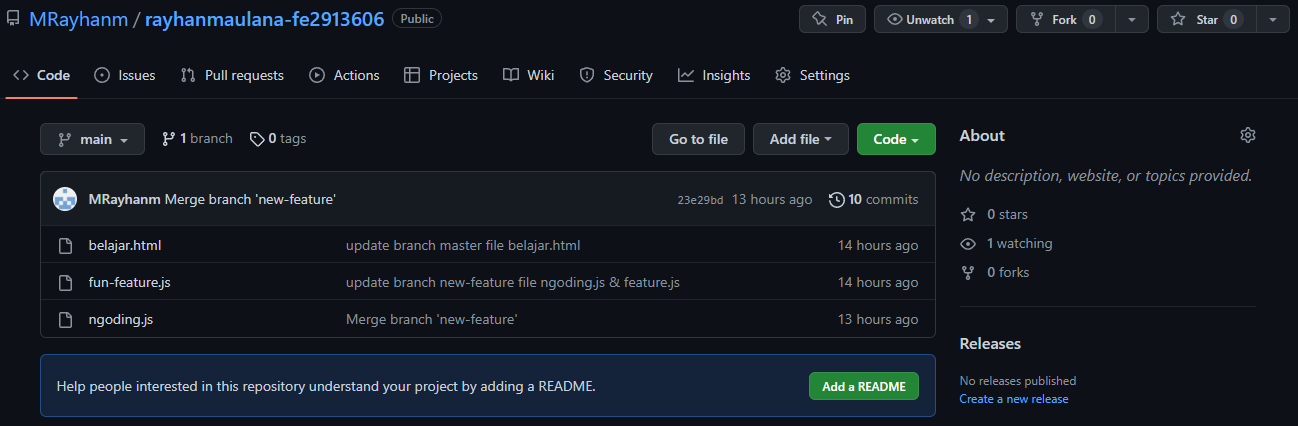 MRayhanm / rayhanmaulana-fe2913606 Public Pin Unwatch 1 Fork 0 Star 0
Code Issues Pull requests Actions Projects Wiki Security Insights Settings
main 1 branch 0 tags Go to file Add file Code
MRayhanm Merge branch 'new-feature' 23e29bd 13 hours ago 10 commits
belajar.html update branch master file belajar.html 14 hours ago
fun-feature.js update branch new-feature file ngoding.js & feature.js 14 hours ago
ngoding.js Merge branch 'new-feature' 13 hours ago
Help people interested in this repository understand your project by adding a README. Add a README
About
No description, website, or topics provided.
0 stars
1 watching
0 forks
Releases
No releases published
Create a new release